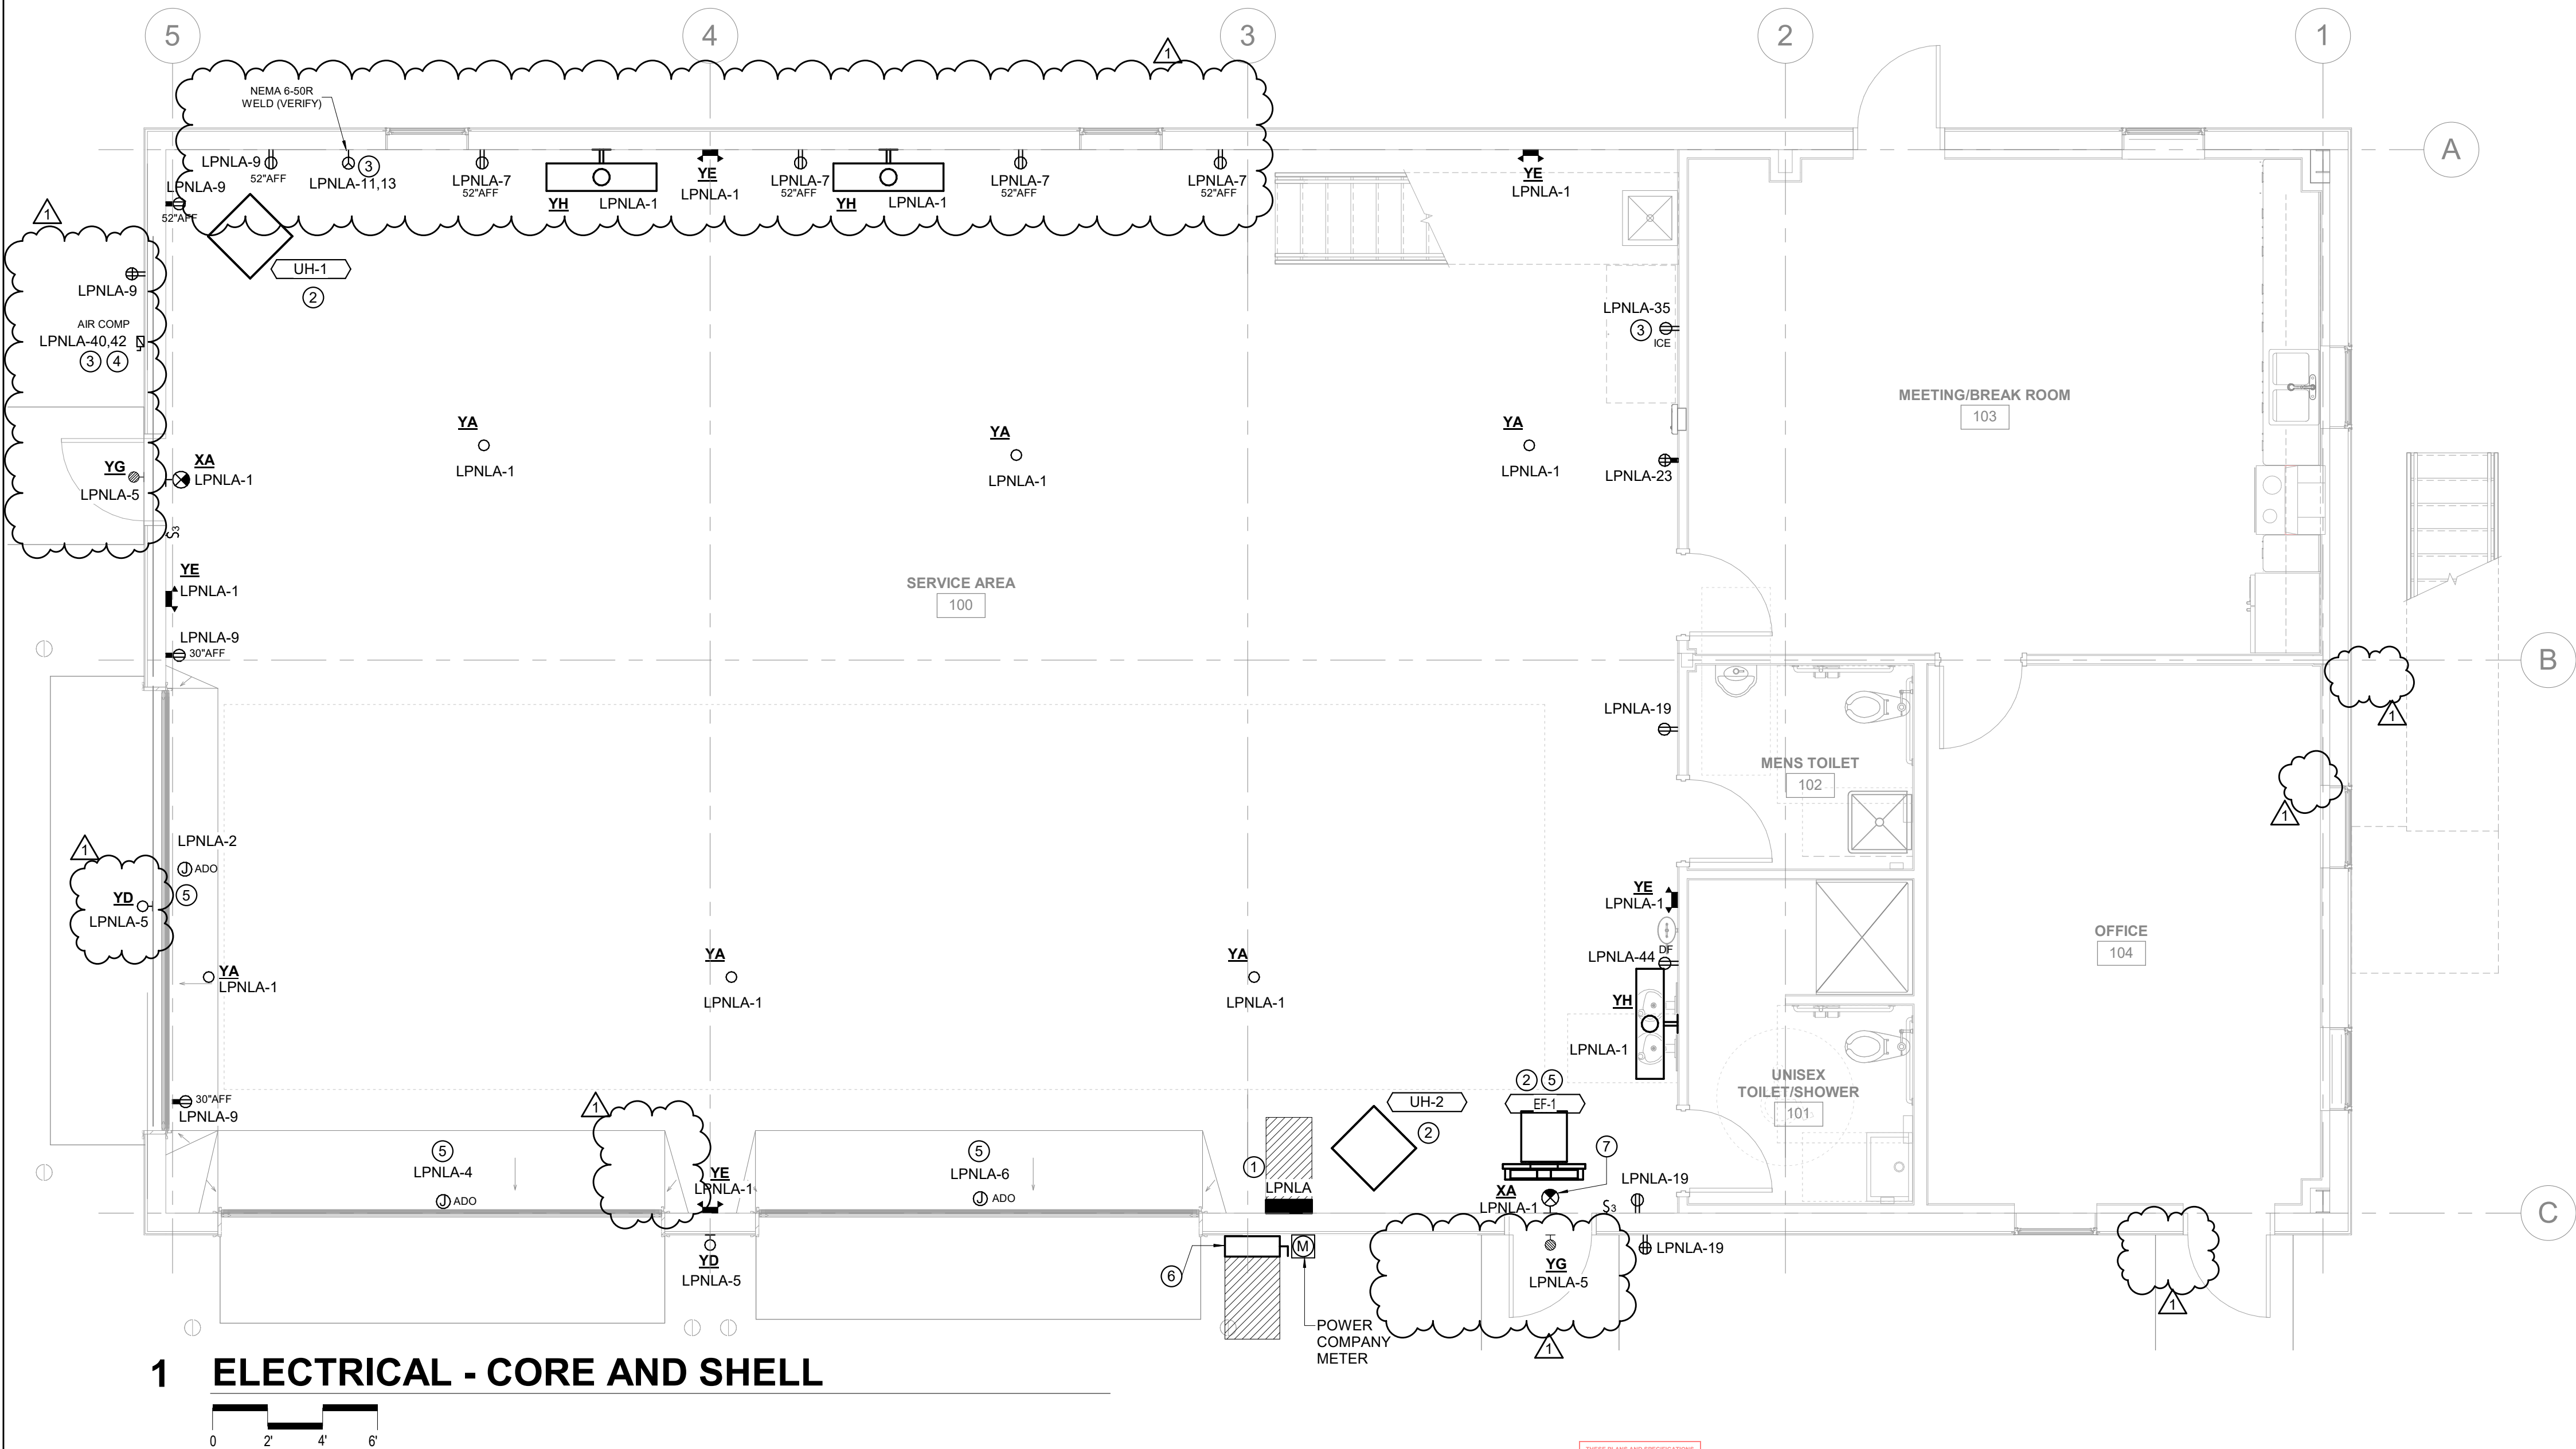 5
4
3
2
1
1
NEMA 6-50R
WELD (VERIFY)
A
LPNLA-9
52"AFF
3
LPNLA-11,13
LPNLA-7
52"AFF
YH
LPNLA-1
YE
LPNLA-1
LPNLA-7
52"AFF
YH
LPNLA-1
LPNLA-7
52"AFF
LPNLA-7
52"AFF
YE
LPNLA-1
LPNLA-9
52"AFF
1
UH-1
2
LPNLA-9
AIR COMP
LPNLA-40,42
3
4
LPNLA-35
3
ICE
MEETING/BREAK ROOM
103
YA
LPNLA-1
YA
LPNLA-1
YA
LPNLA-1
YG
LPNLA-5
XA
LPNLA-1
LPNLA-23
S3
YE
LPNLA-1
SERVICE AREA
100
LPNLA-9
30"AFF
B
1
LPNLA-19
MENS TOILET
102
1
LPNLA-2
J
ADO
5
1
YD
LPNLA-5
YE
LPNLA-1
DF
LPNLA-44
OFFICE
104
YA
LPNLA-1
YA
LPNLA-1
YA
LPNLA-1
YH
LPNLA-1
UNISEX
TOILET/SHOWER
101
30"AFF
LPNLA-9
1
2
5
UH-2
2
EF-1
7
5
LPNLA-4
J
ADO
5
LPNLA-6
J
ADO
YE
LPNLA-1
1
LPNLA
XA
LPNLA-1
S3
LPNLA-19
C
YD
LPNLA-5
6
M
YG
LPNLA-5
LPNLA-19
1
1
POWER
COMPANY
METER
1
ELECTRICAL - CORE AND SHELL
0
2'
4'
6'